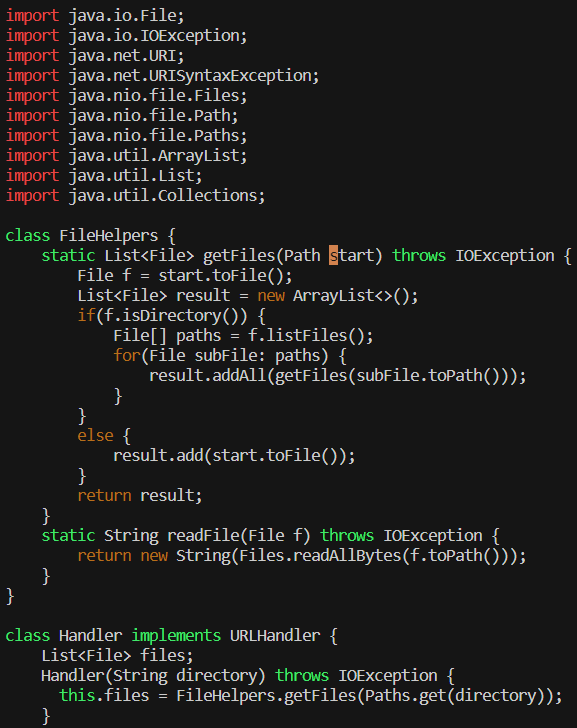 import java.io.File;
import java.io.IOException;
import java.net.URI;
import java.net.URISyntaxException;
import java.nio.file.Files;
import java.nio.file.Path;
import java.nio.file.Paths;
import java.util.ArrayList;
import java.util.List;
import java.util.Collections;

class FileHelpers {
    static List<File> getFiles(Path start) throws IOException {
        File f = start.toFile();
        List<File> result = new ArrayList<>();
        if(f.isDirectory()) {
            File[] paths = f.listFiles();
            for(File subFile: paths) {
                result.addAll(getFiles(subFile.toPath()));
            }
        }
        else {
            result.add(start.toFile());
        }
        return result;
    }
    static String readFile(File f) throws IOException {
        return new String(Files.readAllBytes(f.toPath()));
    }
}

class Handler implements URLHandler {
    List<File> files;
    Handler(String directory) throws IOException {
      this.files = FileHelpers.getFiles(Paths.get(directory));
    }